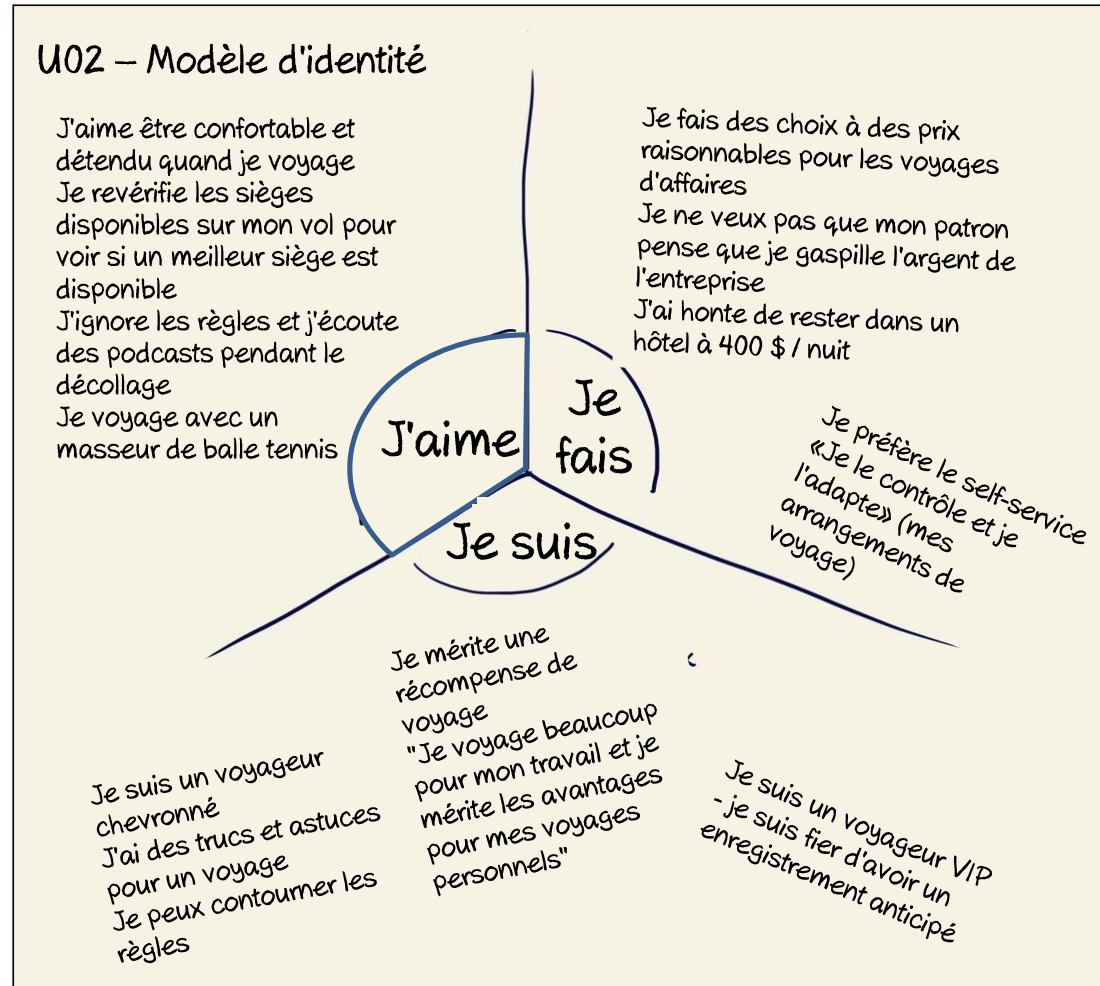 U02 – Modèle d'identité
J'aime être confortable et
détendu quand je voyage
Je revérifie les sièges
disponibles sur mon vol pour
voir si un meilleur siège est
disponible
J'ignore les règles et j'écoute
des podcasts pendant le
décollage
Je voyage avec un
masseur de balle tennis
Je fais des choix à des prix
raisonnables pour les voyages
d'affaires
Je ne veux pas que mon patron
pense que je gaspille l'argent de
l'entreprise
J'ai honte de rester dans un
hôtel à 400 $ / nuit
Je préfère le self-service
«Je le contrôle et je
l'adapte» (mes
arrangements de
voyage)
J'aime
Je
fais
Je suis
Je suis un voyageur
chevronné
J'ai des trucs et astuces
pour un voyage
Je peux contourner les
règles
Je mérite une
récompense de
voyage
"Je voyage beaucoup
pour mon travail et je
mérite les avantages
pour mes voyages
personnels"
Je suis un voyageur VIP
- je suis fier d'avoir un
enregistrement anticipé